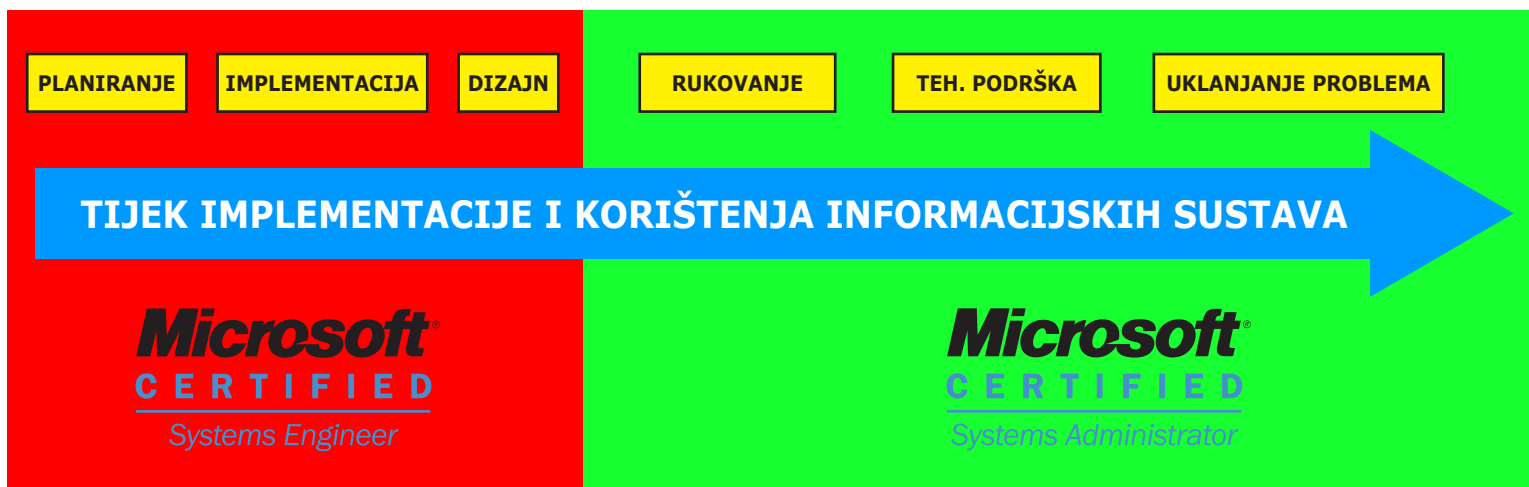 PLANIRANJE
IMPLEMENTACIJA
DIZAJN
RUKOVANJE
TEH. PODRŠKA
UKLANJANJE PROBLEMA
TIJEK IMPLEMENTACIJE I KORIŠTENJA INFORMACIJSKIH SUSTAVA
Microsoft®
CERTIFIED
Systems Engineer
Microsoft®
CERTIFIED
Systems Administrator